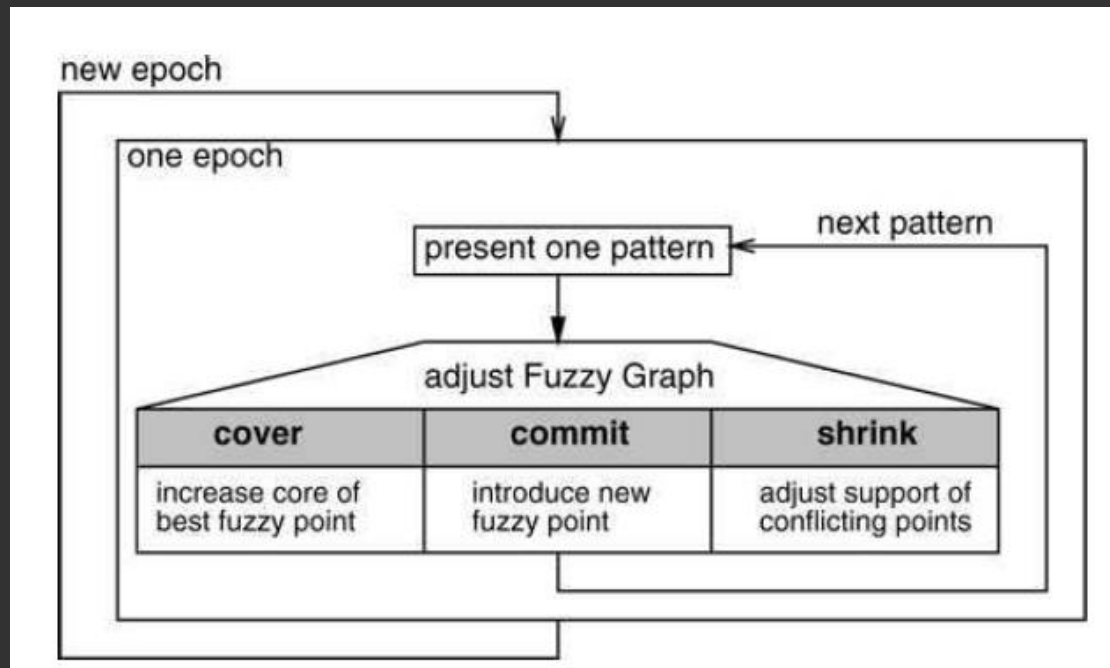 new epoch
one epoch
next pattern
present one pattern
adjust Fuzzy Graph
cover
commit
shrink
increase core of
best fuzzy point
introduce new
fuzzy point
adjust support of
conflicting points